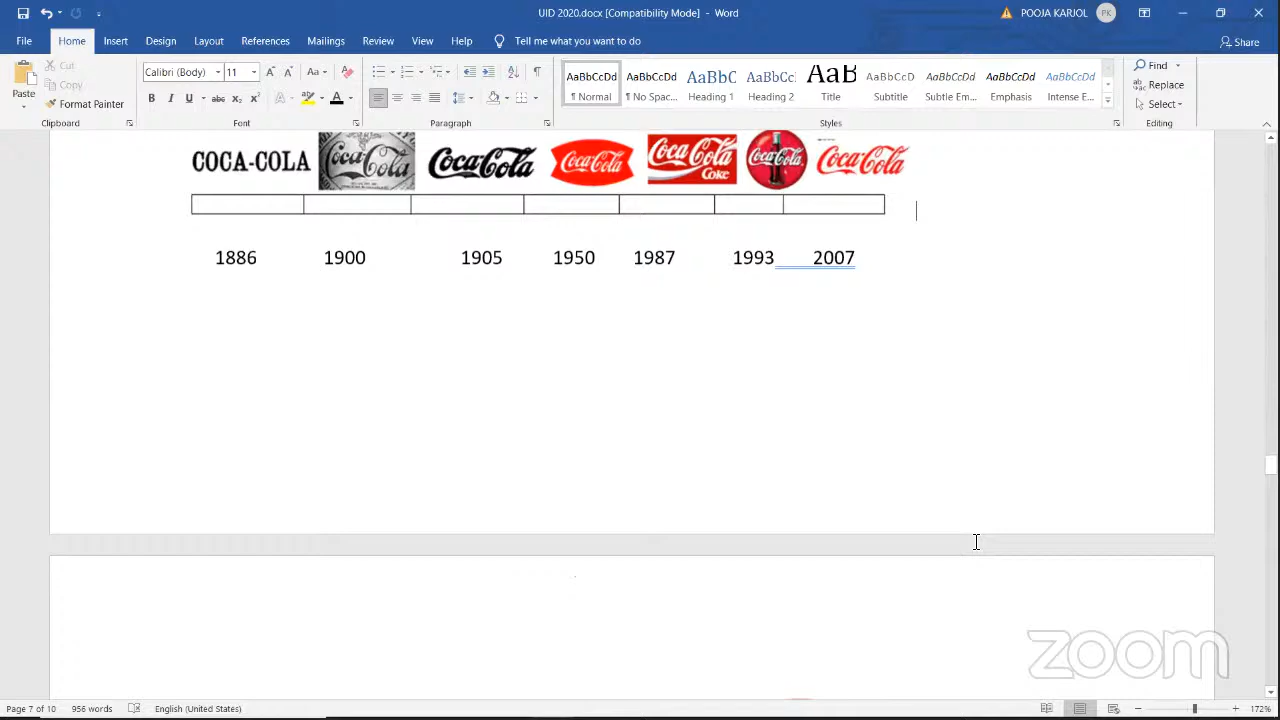 UID 2020.docx [Compatibility Mode] - Word
POOJA KARJOL PK
File Home Insert Design Layout References Mailings Review View Help Tell me what you want to do Share
Paste Cut Copy Format Painter Clipboard
Calibri (Body) 11 Aa
B I U abc x₂ x² A A Font
Paragraph
AaBbCcDd AaBbCcDd AaBbC AaBbCc AaB AaBbCcD AaBbCcDd AaBbCcDd AaBbCcDd
¶ Normal ¶ No Spac... Heading 1 Heading 2 Title Subtitle Subtle Em... Emphasis Intense E...
Styles
Find Replace Select Editing
COCA-COLA Coca-Cola Coca-Cola Coca-Cola Coca-Cola Coke Coca-Cola Coca-Cola
1886 1900 1905 1950 1987 1993 2007
zoom
Page 7 of 10 956 words English (United States) 172%